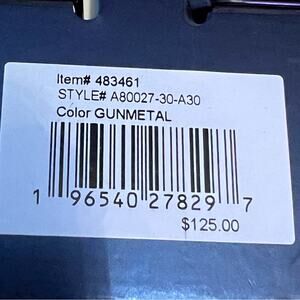 Item# 483461
STYLE# A80027-30-A30
Color GUNMETAL
1 96540 27829 7
$125.00